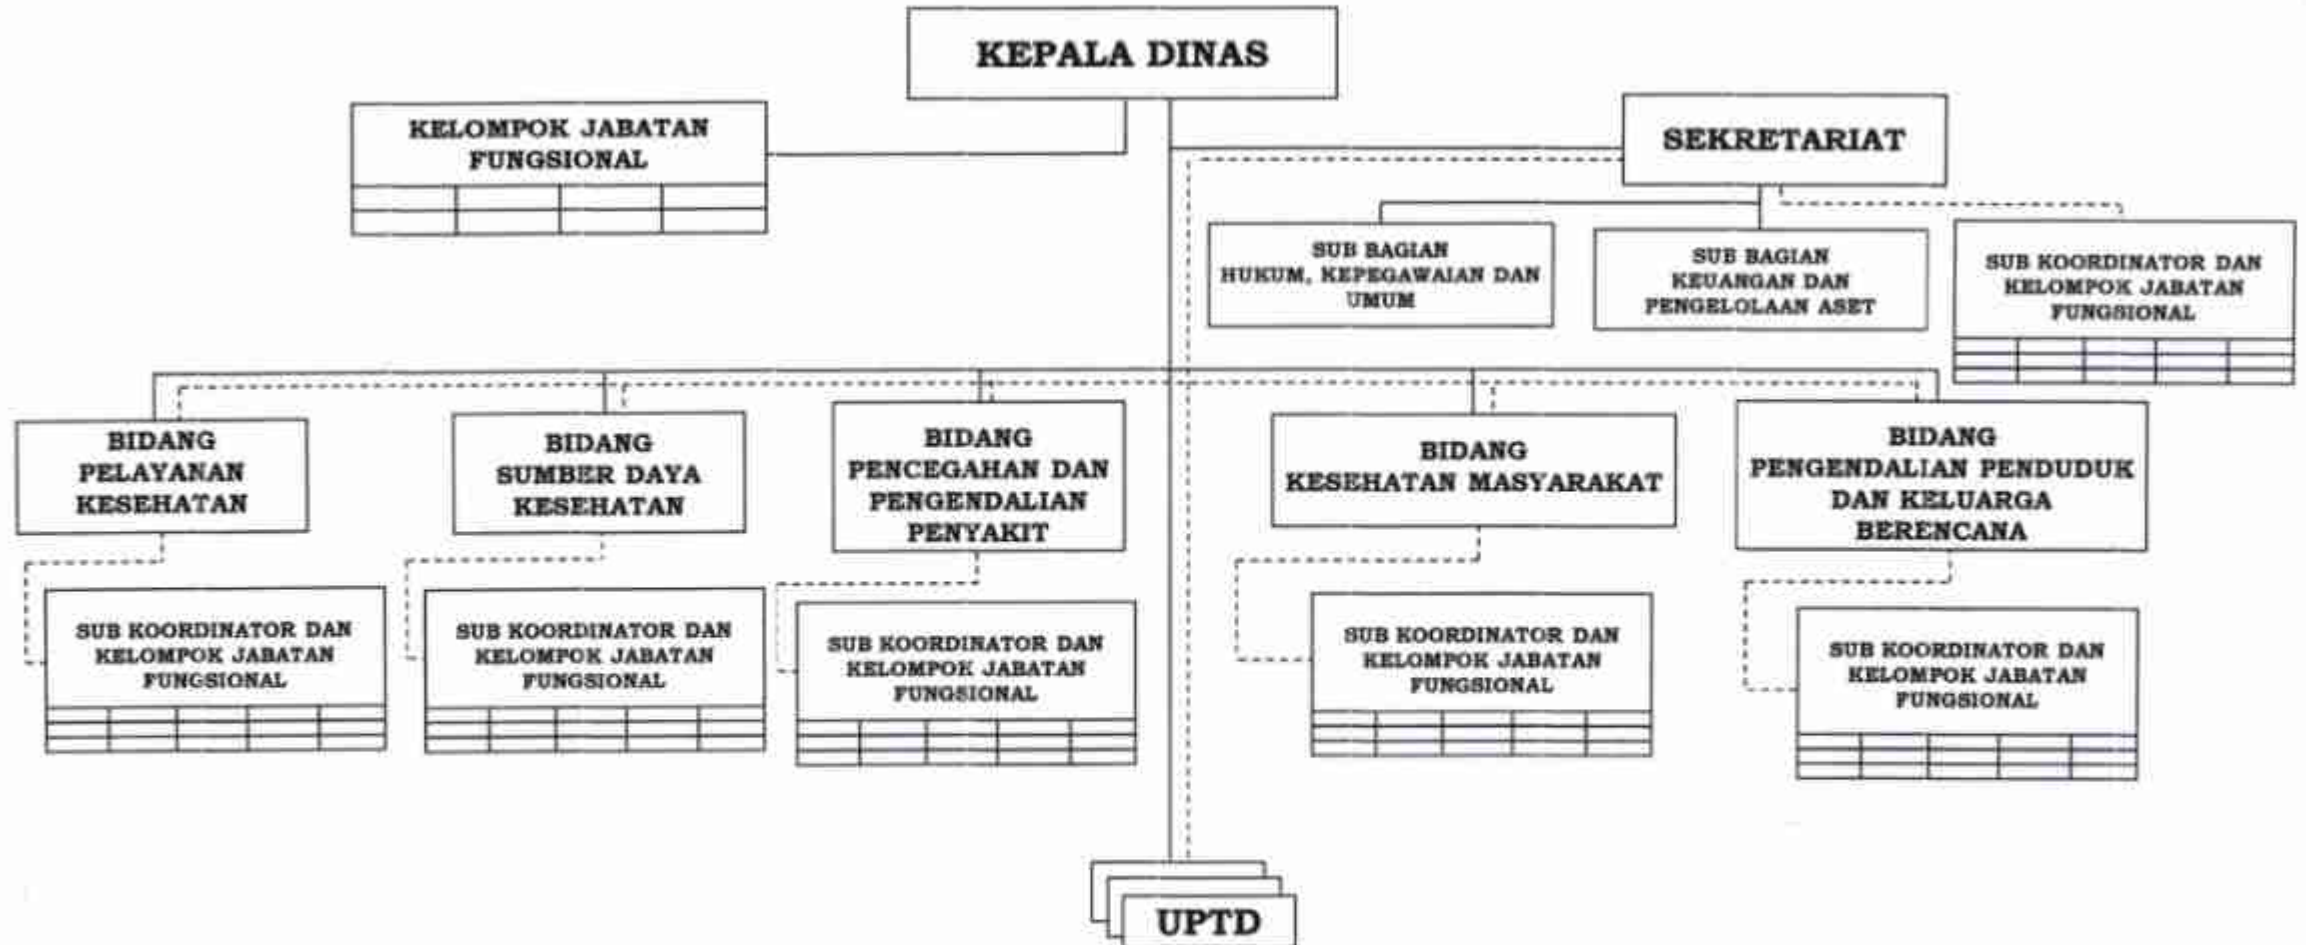 KEPALA DINAS
KELOMPOK JABATAN
FUNGSIONAL
SEKRETARIAT
SUB BAGIAN
HUKUM, KEPEGAWAIAN DAN
UMUM
SUB BAGIAN
KEUANGAN DAN
PENGELOLAAN ASET
SUB KOORDINATOR DAN
KELOMPOK JABATAN
FUNGSIONAL
BIDANG
PELAYANAN
KESEHATAN
BIDANG
SUMBER DAYA
KESEHATAN
BIDANG
PENCEGAHAN DAN
PENGENDALIAN
PENYAKIT
BIDANG
KESEHATAN MASYARAKAT
BIDANG
PENGENDALIAN PENDUDUK
DAN KELUARGA
BERENCANA
SUB KOORDINATOR DAN
KELOMPOK JABATAN
FUNGSIONAL
SUB KOORDINATOR DAN
KELOMPOK JABATAN
FUNGSIONAL
SUB KOORDINATOR DAN
KELOMPOK JABATAN
FUNGSIONAL
SUB KOORDINATOR DAN
KELOMPOK JABATAN
FUNGSIONAL
SUB KOORDINATOR DAN
KELOMPOK JABATAN
FUNGSIONAL
UPTD